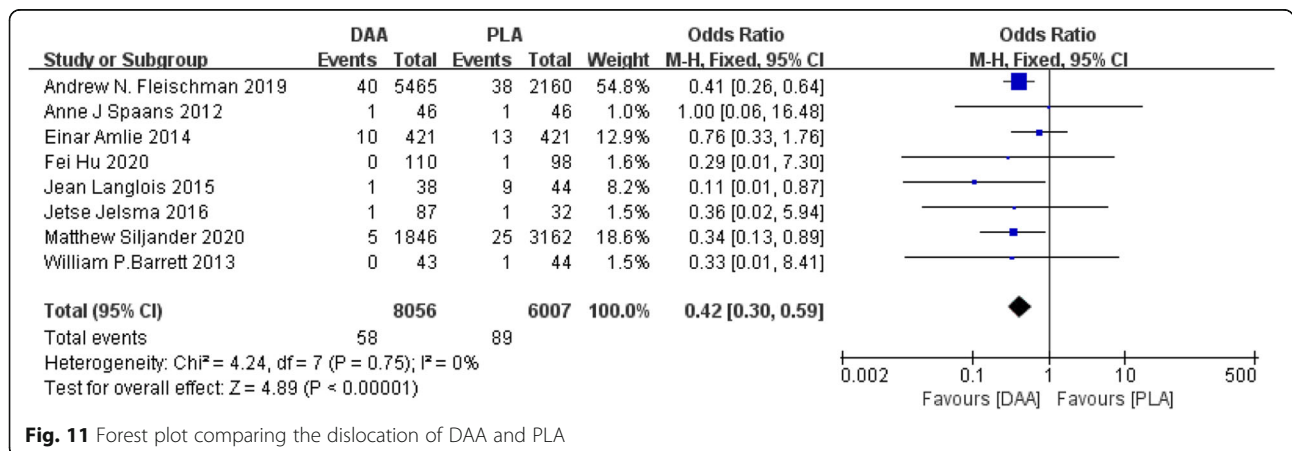 DAA PLA Odds Ratio Odds Ratio
Study or Subgroup Events Total Events Total Weight M-H, Fixed, 95% CI M-H, Fixed, 95% CI
Andrew N. Fleischman 2019 40 5465 38 2160 54.8% 0.41 [0.26, 0.64]
Anne J Spaans 2012 1 46 1 46 1.0% 1.00 [0.06, 16.48]
Einar Amlie 2014 10 421 13 421 12.9% 0.76 [0.33, 1.76]
Fei Hu 2020 0 110 1 98 1.6% 0.29 [0.01, 7.30]
Jean Langlois 2015 1 38 9 44 8.2% 0.11 [0.01, 0.87]
Jetse Jelsma 2016 1 87 1 32 1.5% 0.36 [0.02, 5.94]
Matthew Siljander 2020 5 1846 25 3162 18.6% 0.34 [0.13, 0.89]
William P.Barrett 2013 0 43 1 44 1.5% 0.33 [0.01, 8.41]
Total (95% CI) 8056 6007 100.0% 0.42 [0.30, 0.59]
Total events 58 89
Heterogeneity: Chi² = 4.24, df = 7 (P = 0.75); I² = 0%
Test for overall effect: Z = 4.89 (P < 0.00001)
0.002 0.1 1 10 500
Favours [DAA] Favours [PLA]
Fig. 11 Forest plot comparing the dislocation of DAA and PLA